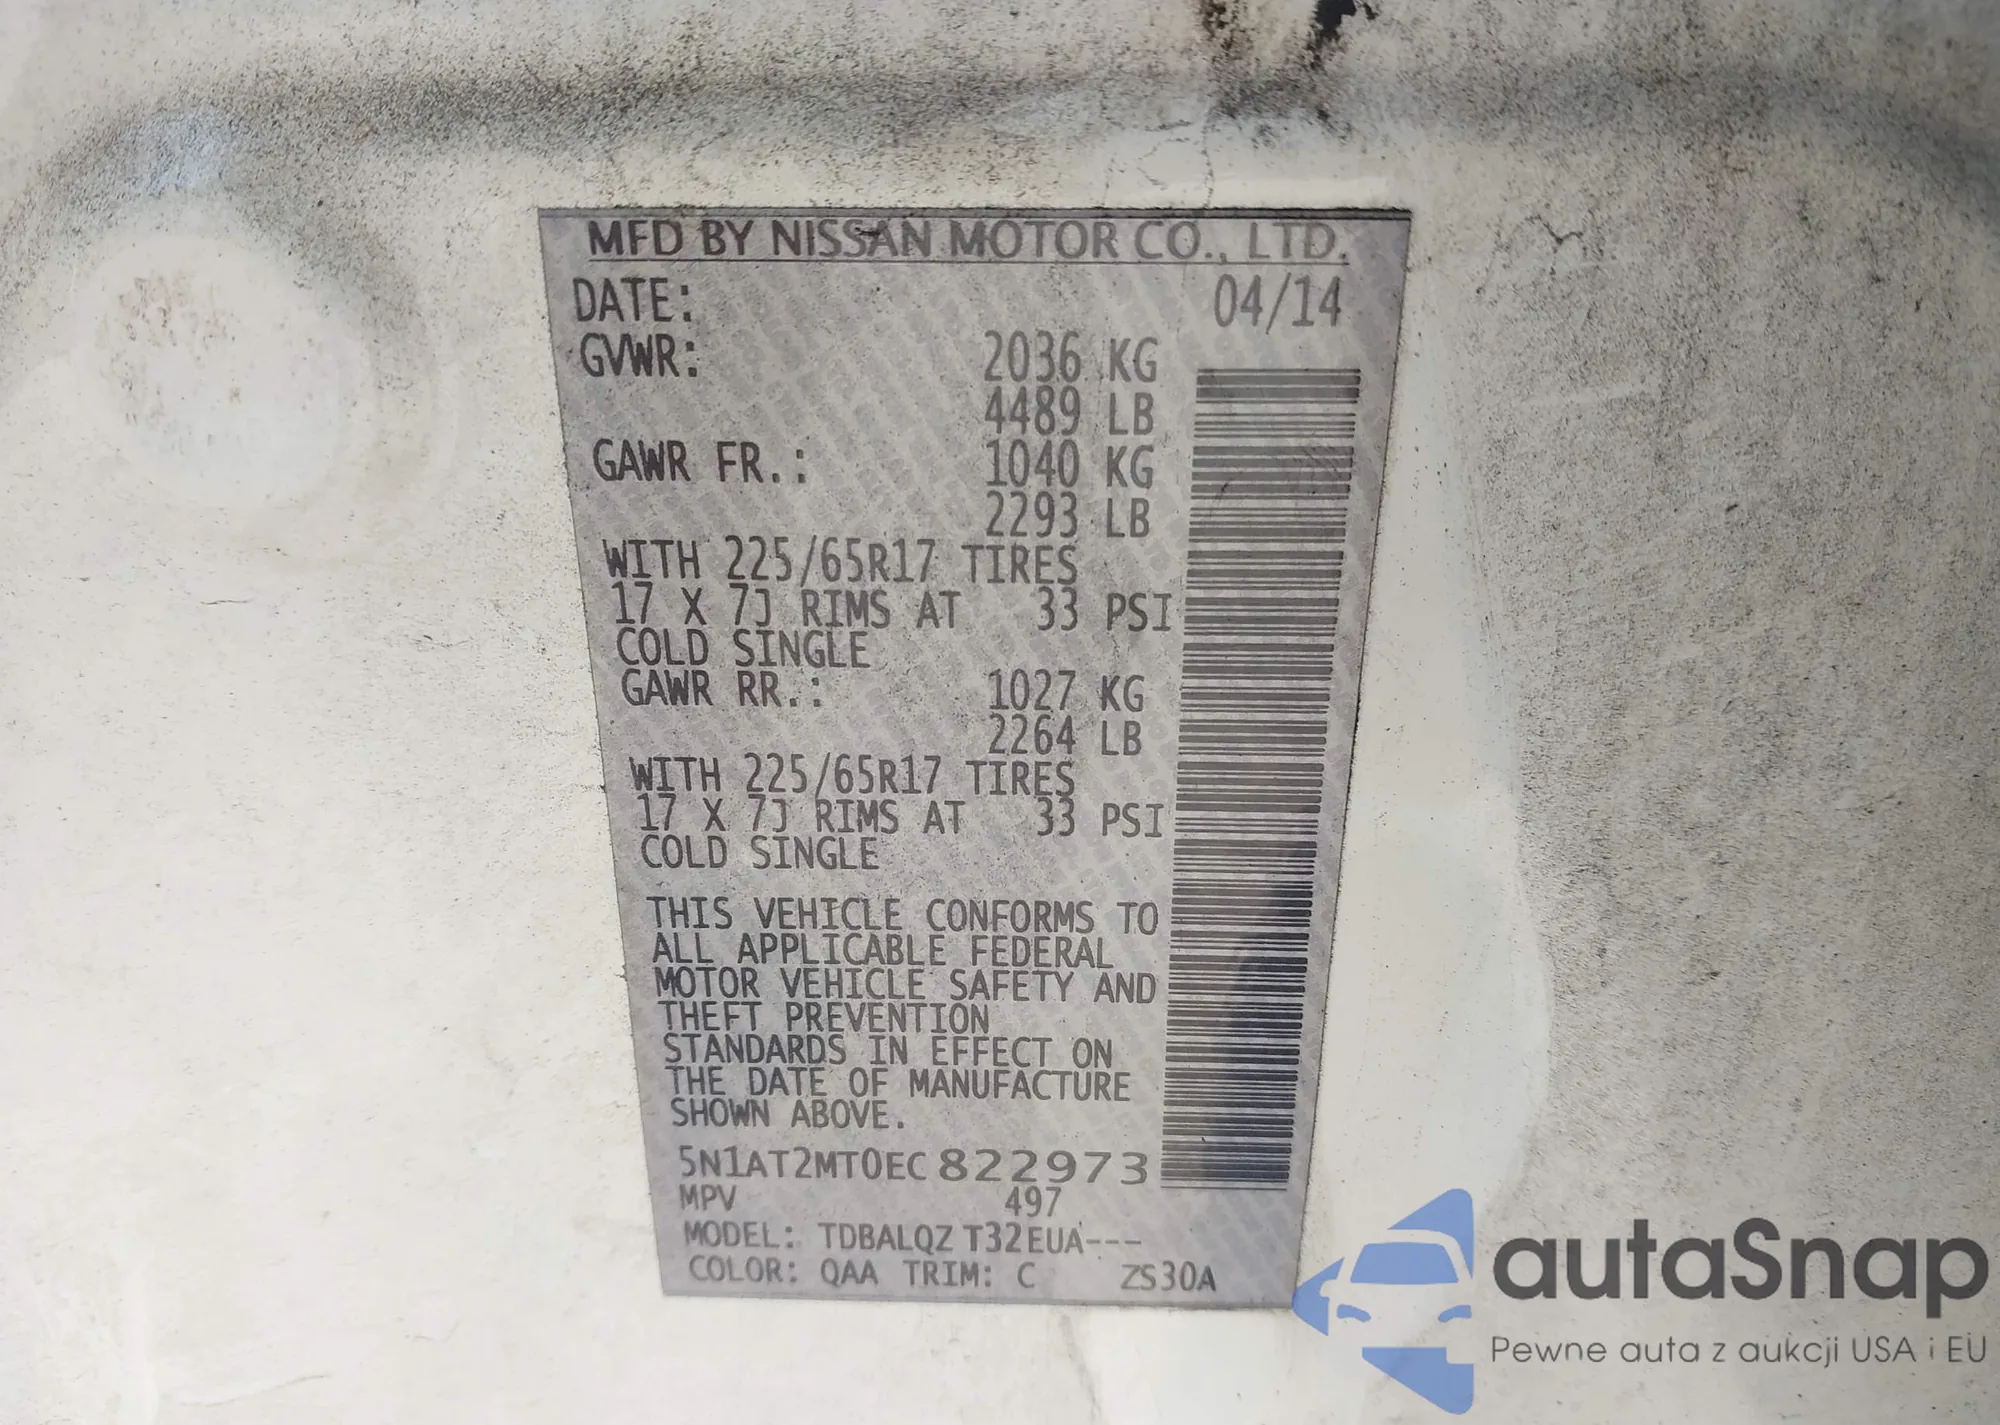 MFD BY NISSAN MOTOR CO., LTD.
DATE: 04/14
GVWR: 2036 KG
4489 LB
GAWR FR.: 1040 KG
2293 LB
WITH 225/65R17 TIRES
17 X 7J RIMS AT 33 PSI
COLD SINGLE
GAWR RR.: 1027 KG
2264 LB
WITH 225/65R17 TIRES
17 X 7J RIMS AT 33 PSI
COLD SINGLE
THIS VEHICLE CONFORMS TO
ALL APPLICABLE FEDERAL
MOTOR VEHICLE SAFETY AND
THEFT PREVENTION
STANDARDS IN EFFECT ON
THE DATE OF MANUFACTURE
SHOWN ABOVE.
5N1AT2MT0EC822973
MPV 497
MODEL: TDBALQZ T32EUA---
COLOR: QAA TRIM: C ZS30A
autaSnap
Pewne auta z aukcji USA i EU